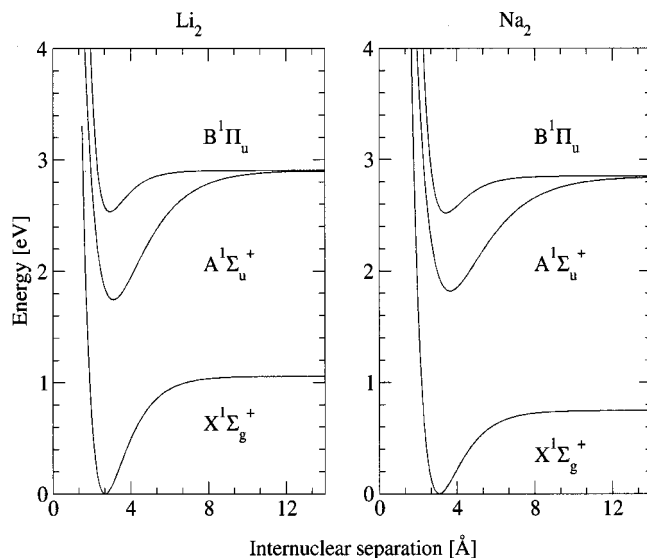 Li₂
Na₂
4
3
2
1
0
0
4
8
12
0
4
8
12
4
3
2
1
0
B¹Πᵤ
A¹Σᵤ⁺
X¹Σg⁺
B¹Πᵤ
A¹Σᵤ⁺
X¹Σg⁺
Energy [eV]
Internuclear separation [Å]